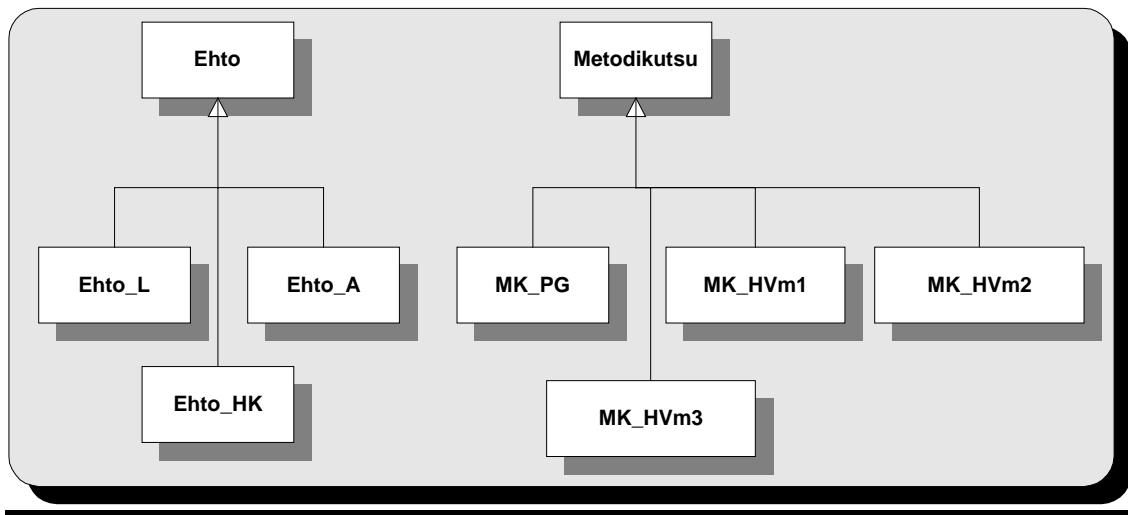 Ehto
Metodikutsu
Ehto_L
Ehto_A
MK_PG
MK_HVm1
MK_HVm2
Ehto_HK
MK_HVm3